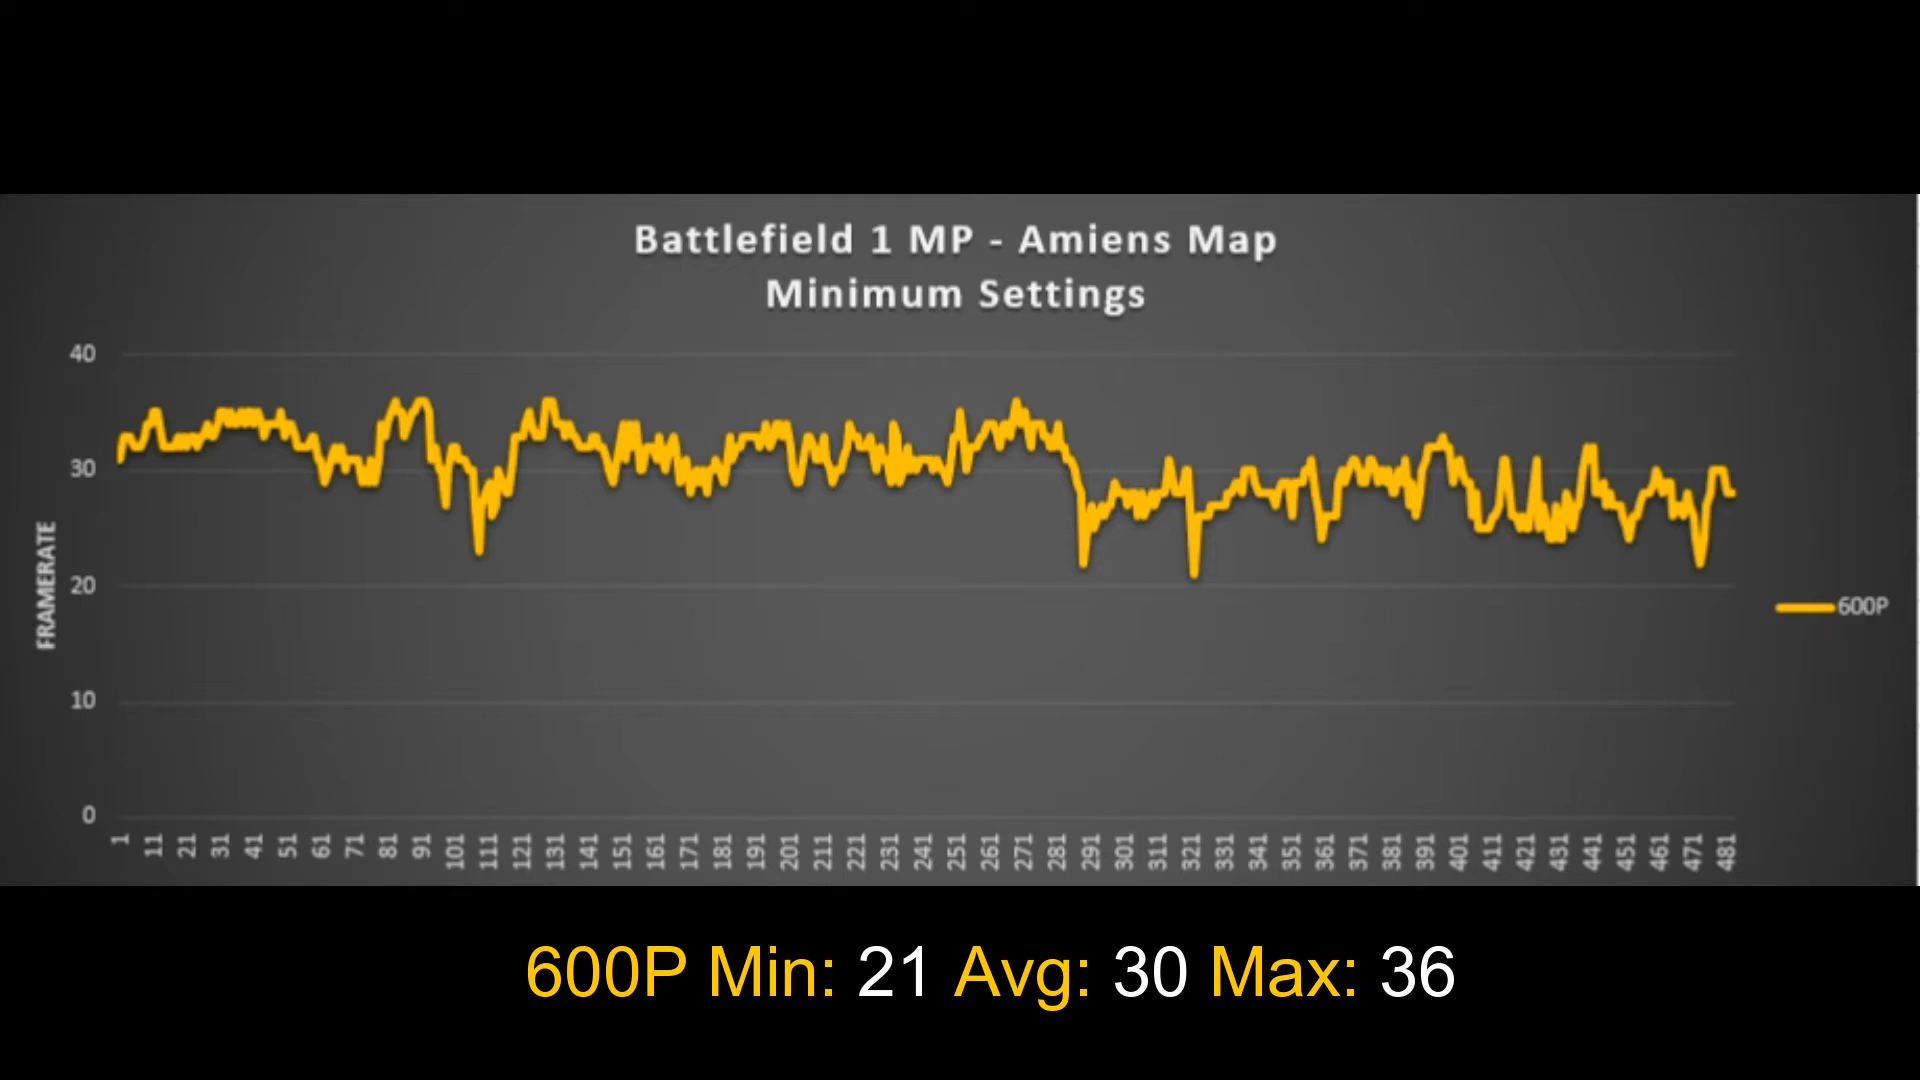 Battlefield 1 MP - Amiens Map
Minimum Settings
40
30
20
10
0
FRAMERATE
1 11 21 31 41 51 61 71 81 91 101 111 121 131 141 151 161 171 181 191 201 211 221 231 241 251 261 271 281 291 301 311 321 331 341 351 361 371 381 391 401 411 421 431 441 451 461 471 481
600P
600P Min: 21 Avg: 30 Max: 36